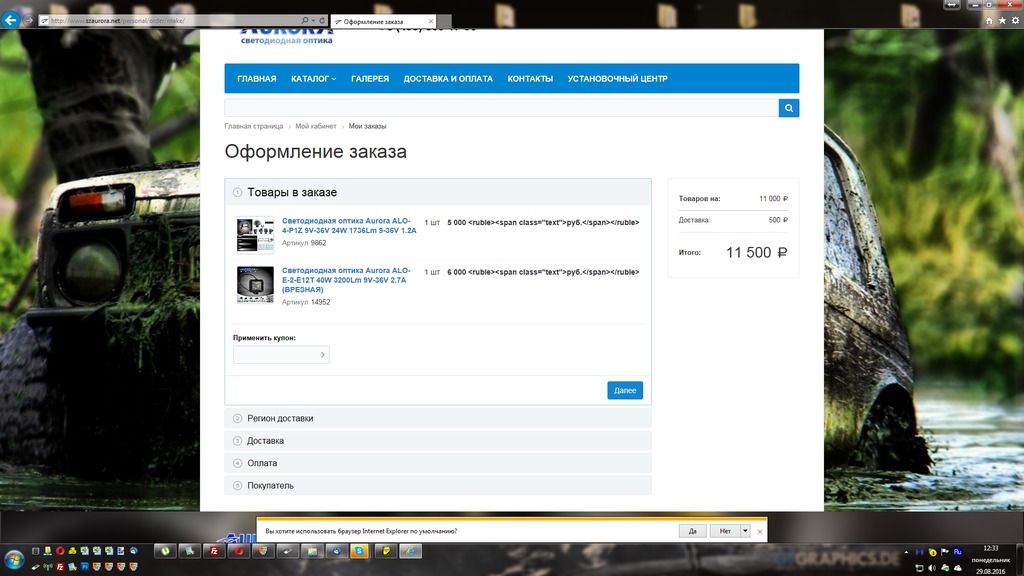 http://www.szaurora.net/personal/order/make/
Оформление заказа
AURORA
светодиодная оптика
ГЛАВНАЯ КАТАЛОГ ГАЛЕРЕЯ ДОСТАВКА И ОПЛАТА КОНТАКТЫ УСТАНОВОЧНЫЙ ЦЕНТР
Главная страница › Мой кабинет › Мои заказы
Оформление заказа
1 Товары в заказе
Светодиодная оптика Aurora ALO-
4-P1Z 9V-36V 24W 1736Lm 9-36V 1.2A
Артикул 9862
1 шт 5 000 <ruble><span class="text">руб.</span></ruble>
Светодиодная оптика Aurora ALO-
E-2-E12T 40W 3200Lm 9V-36V 2.7A
(ВРЕЗНАЯ)
Артикул 14952
1 шт 6 000 <ruble><span class="text">руб.</span></ruble>
Применить купон:
Далее
2 Регион доставки
3 Доставка
4 Оплата
5 Покупатель
Товаров на: 11 000 ₽
Доставка: 500 ₽
Итого: 11 500 ₽
Вы хотите использовать браузер Internet Explorer по умолчанию?
Да
Нет
GRAPHICS.DE
Ru
12:33
понедельник
29.08.2016